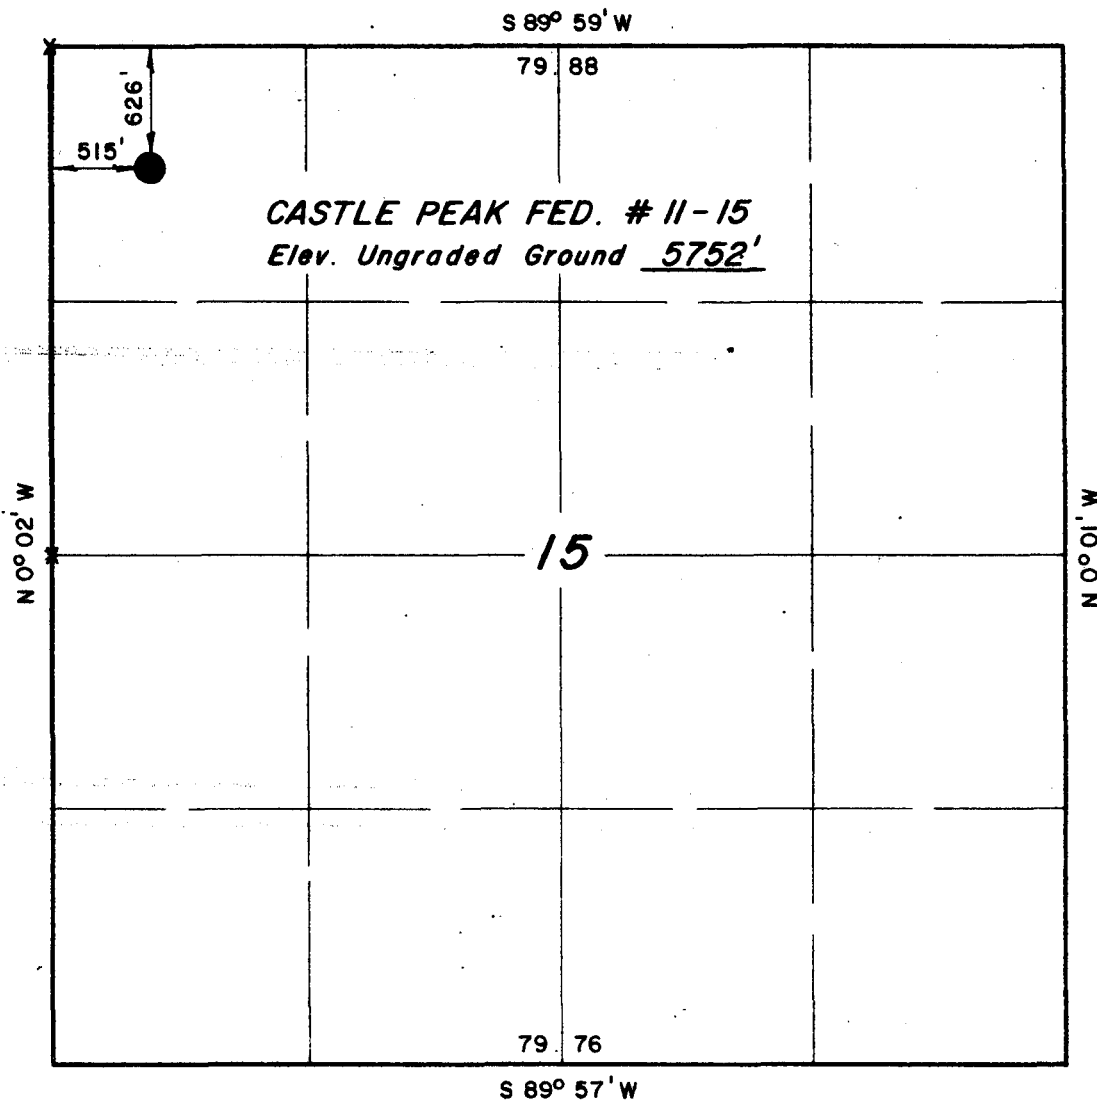 S 89° 59' W
79.88
626'
515'
CASTLE PEAK FED. # 11-15
Elev. Ungraded Ground 5752'
N 0° 02' W
15
N 0° 01' W
79.76
S 89° 57' W